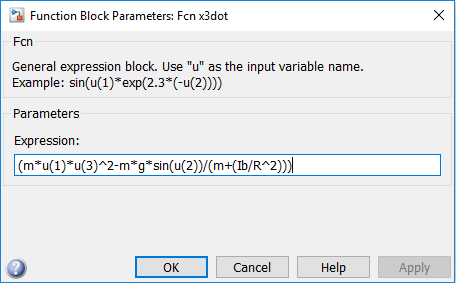 Function Block Parameters: Fcn x3dot
Fcn
General expression block. Use "u" as the input variable name.
Example: sin(u(1)*exp(2.3*(-u(2))))
Parameters
Expression:
(m*u(1)*u(3)^2-m*g*sin(u(2))/(m+(Ib/R^2)))
OK Cancel Help Apply